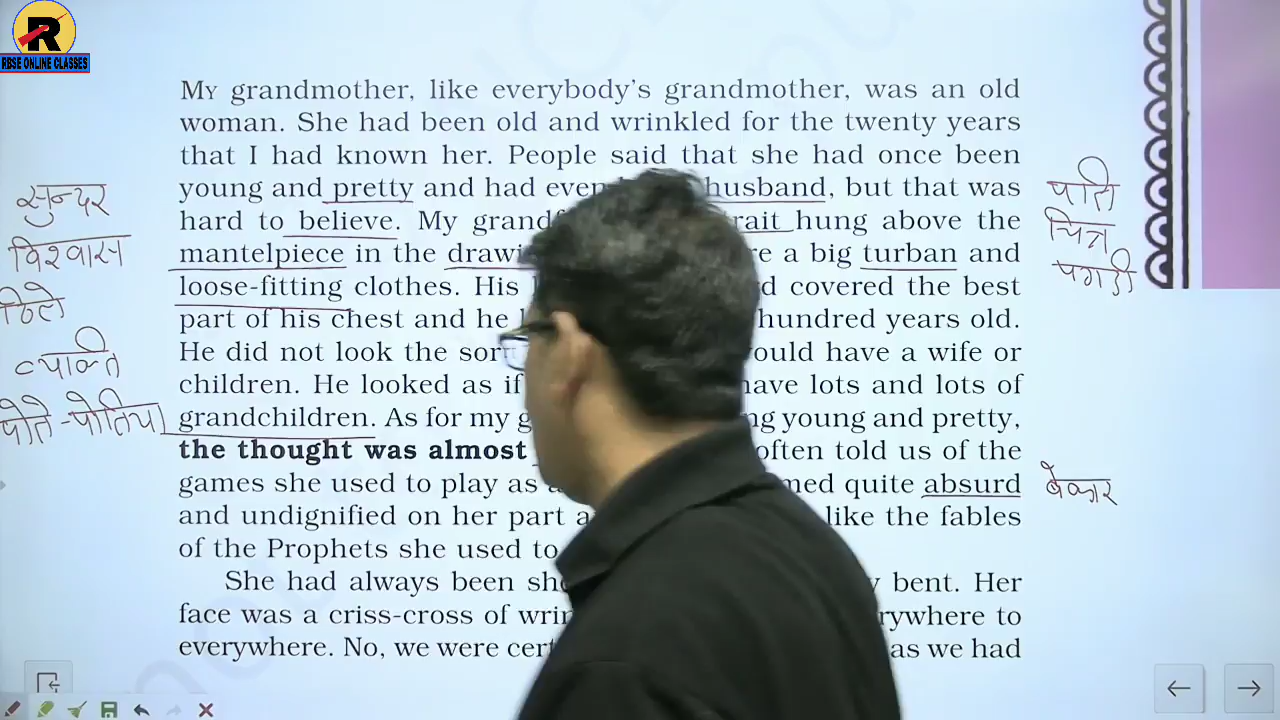 R
RBSE ONLINE CLASSES
MY grandmother, like everybody's grandmother, was an old
woman. She had been old and wrinkled for the twenty years
that I had known her. People said that she had once been
young and pretty and had even husband, but that was
hard to believe. My grandf rait hung above the
mantelpiece in the drawi re a big turban and
loose-fitting clothes. His d covered the best
part of his chest and he hundred years old.
He did not look the sor ould have a wife or
children. He looked as if have lots and lots of
grandchildren. As for my g ng young and pretty,
the thought was almost often told us of the
games she used to play as a med quite absurd
and undignified on her part a like the fables
of the Prophets she used to
She had always been sho y bent. Her
face was a criss-cross of wrin rywhere to
everywhere. No, we were cert as we had
सुन्दर
विश्वास
ढिले
व्यक्ति
पोते-पोतिया
पति
चित्र
पगडी
बेकार